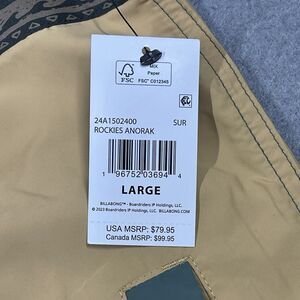 FSC
MIX
Paper
FSC® C012345
24A1502400 SUR
ROCKIES ANORAK
1 96752 03694 4
LARGE
BILLABONG™ - Boardriders IP Holdings, LLC.
© 2023 Boardriders IP Holdings, LLC. BILLABONG.COM
USA MSRP: $79.95
Canada MSRP: $99.95